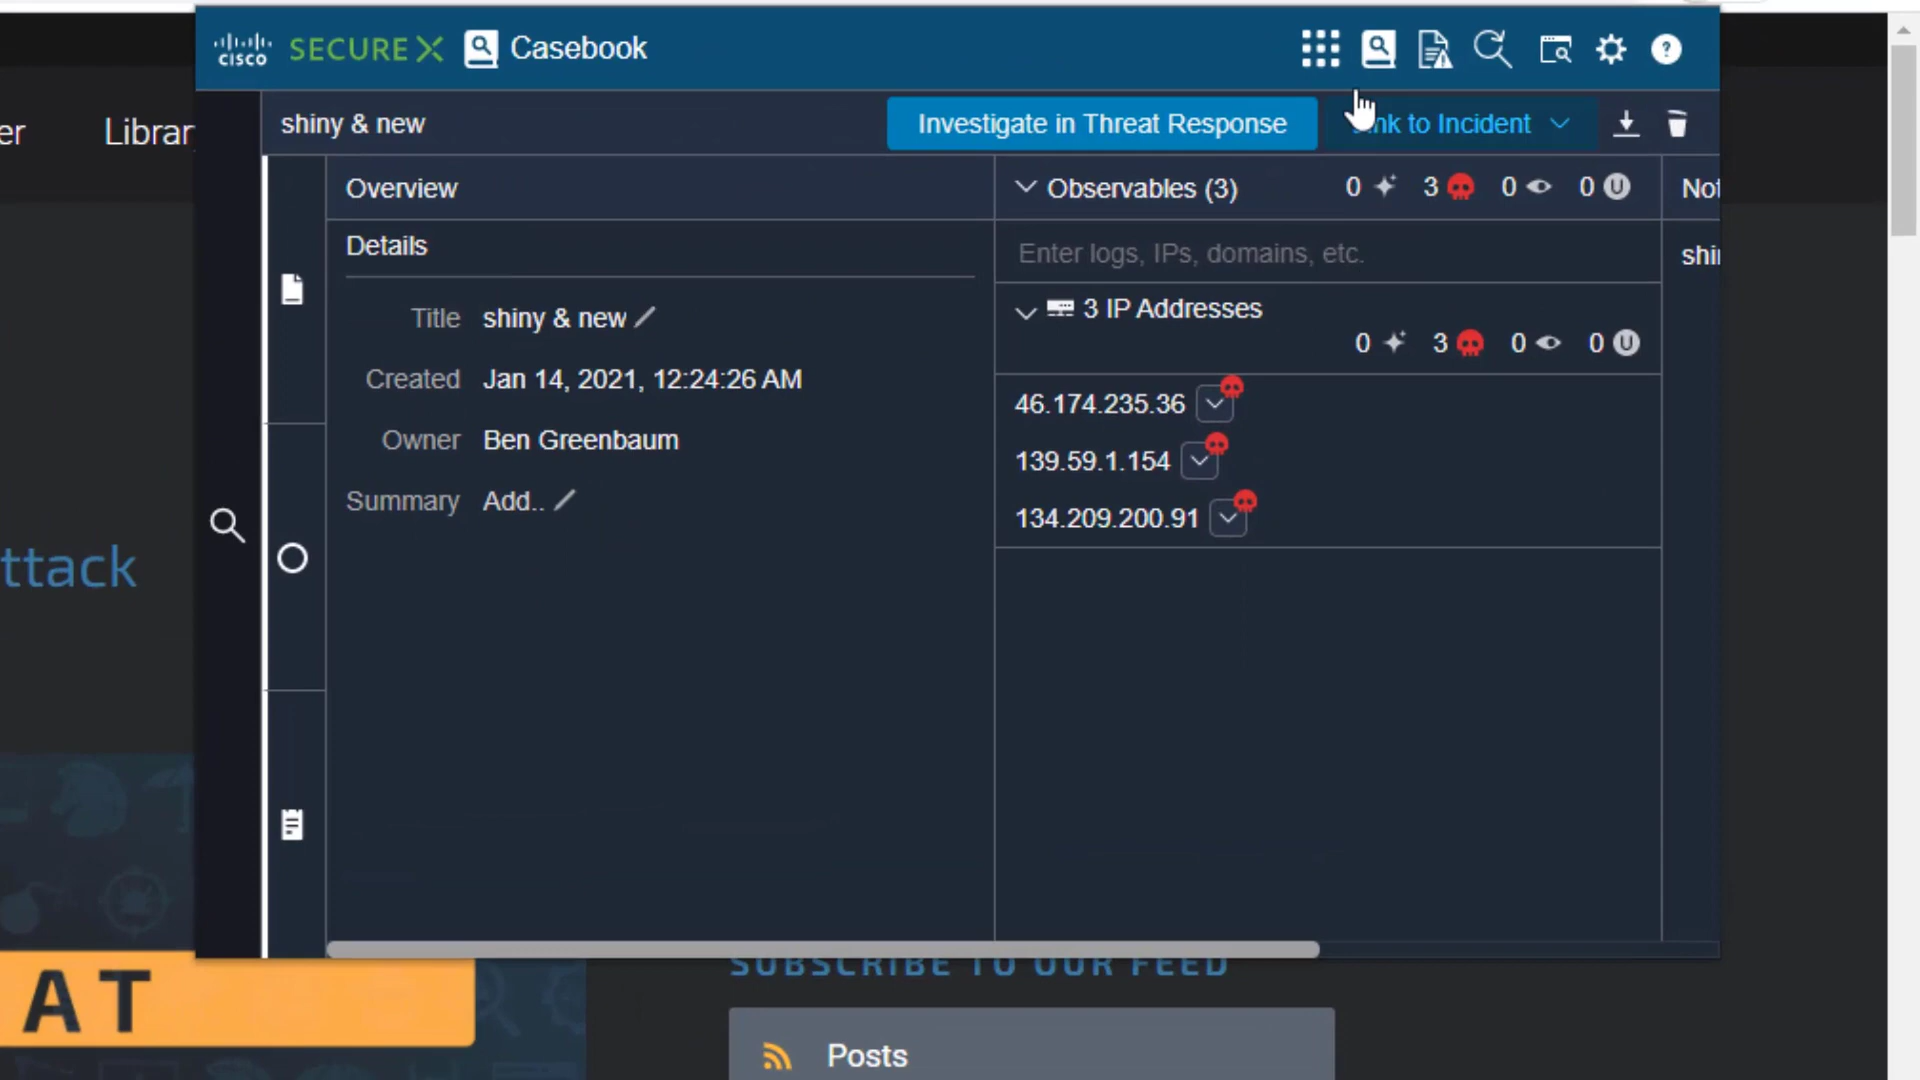 cisco SECUREX Casebook
er Librar
shiny & new Investigate in Threat Response nk to Incident
Overview
Details
Title shiny & new
Created Jan 14, 2021, 12:24:26 AM
Owner Ben Greenbaum
Summary Add..
Observables (3) 0 3 0 0 U
Enter logs, IPs, domains, etc.
3 IP Addresses
0 3 0 0 U
46.174.235.36
139.59.1.154
134.209.200.91
Not
shi
ttack
AT
SUBSCRIBE TO OUR FEED
Posts